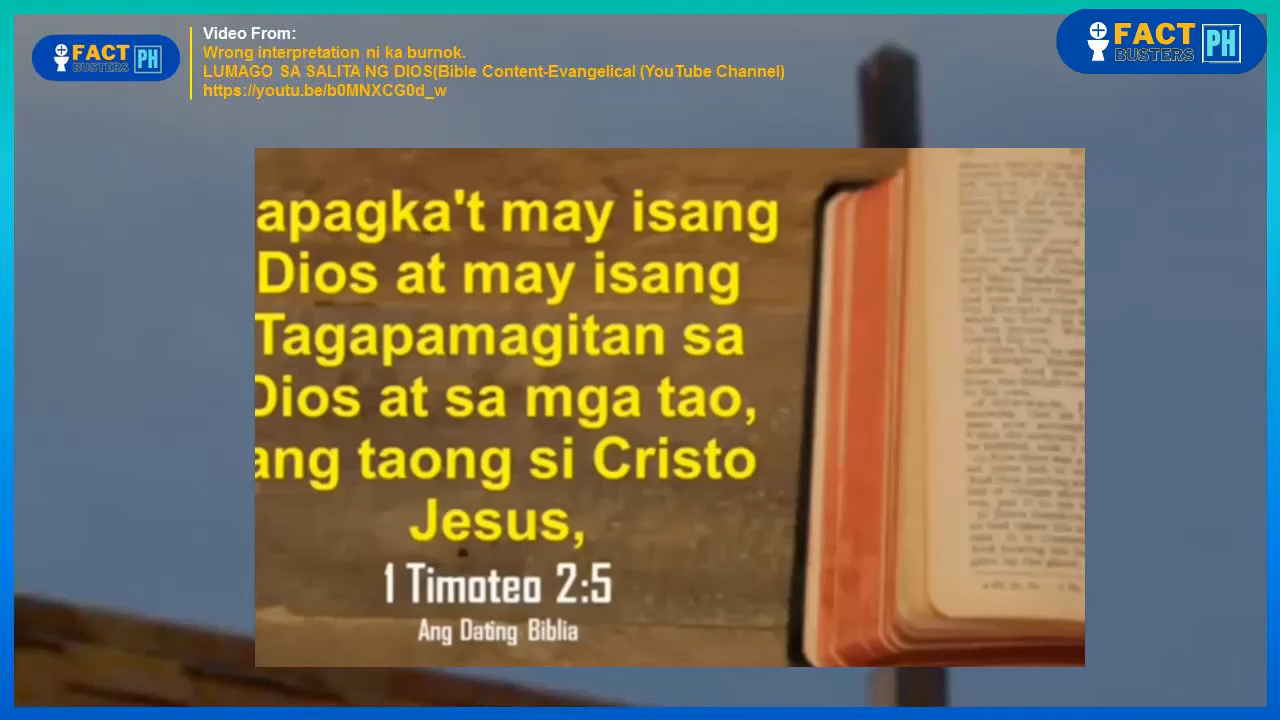 FACT
BUSTERS
PH
Video From:
Wrong interpretation ni ka burnok.
LUMAGO SA SALITA NG DIOS(Bible Content-Evangelical (YouTube Channel)
https://youtu.be/b0MNXCG0d_w
FACT
BUSTERS
PH
apagka't may isang
Dios at may isang
Tagapamagitan sa
Dios at sa mga tao,
ang taong si Cristo
Jesus,
1 Timoteo 2:5
Ang Dating Biblia